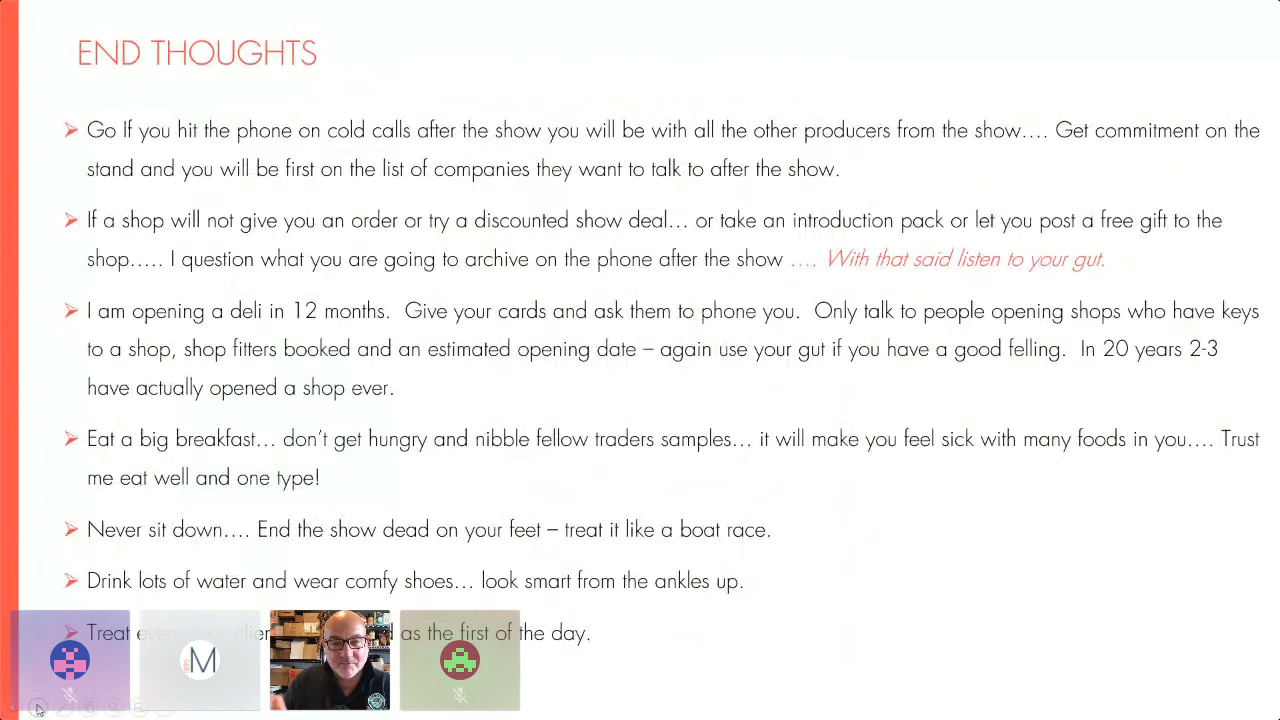 END THOUGHTS
Go If you hit the phone on cold calls after the show you will be with all the other producers from the show.... Get commitment on the
stand and you will be first on the list of companies they want to talk to after the show.
If a shop will not give you an order or try a discounted show deal... or take an introduction pack or let you post a free gift to the
shop..... I question what you are going to archive on the phone after the show .... With that said listen to your gut.
I am opening a deli in 12 months. Give your cards and ask them to phone you. Only talk to people opening shops who have keys
to a shop, shop fitters booked and an estimated opening date – again use your gut if you have a good felling. In 20 years 2-3
have actually opened a shop ever.
Eat a big breakfast... don't get hungry and nibble fellow traders samples... it will make you feel sick with many foods in you.... Trust
me eat well and one type!
Never sit down.... End the show dead on your feet – treat it like a boat race.
Drink lots of water and wear comfy shoes... look smart from the ankles up.
Treat as the first of the day.
M